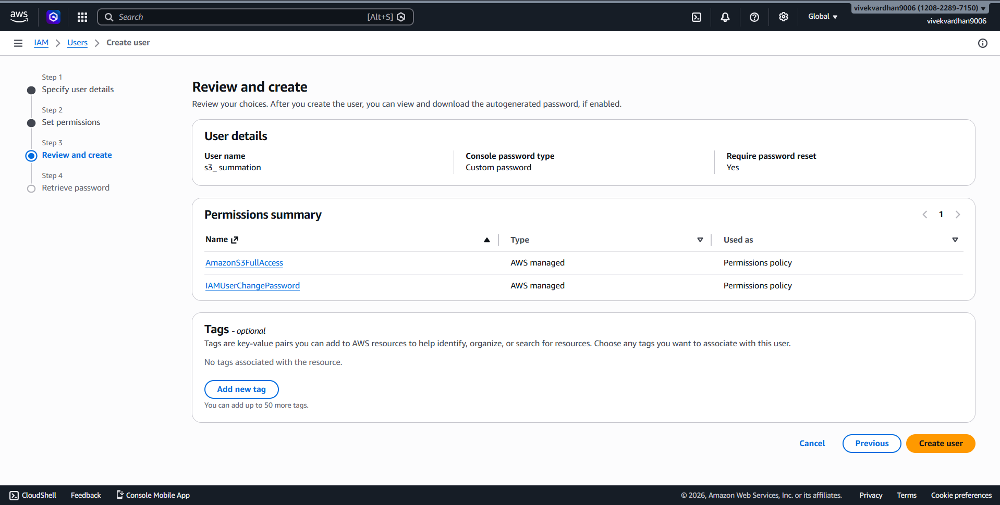 aws
Search [Alt+S]
Global
vivekvardhan9006 (1208-2289-7150)
vivekvardhan9006
IAM Users Create user
Step 1
Specify user details
Step 2
Set permissions
Step 3
Review and create
Step 4
Retrieve password
Review and create
Review your choices. After you create the user, you can view and download the autogenerated password, if enabled.
User details
User name Console password type Require password reset
s3_ summation Custom password Yes
Permissions summary 1
Name Type Used as
AmazonS3FullAccess AWS managed Permissions policy
IAMUserChangePassword AWS managed Permissions policy
Tags - optional
Tags are key-value pairs you can add to AWS resources to help identify, organize, or search for resources. Choose any tags you want to associate with this user.
No tags associated with the resource.
Add new tag
You can add up to 50 more tags.
Cancel Previous Create user
CloudShell Feedback Console Mobile App © 2026, Amazon Web Services, Inc. or its affiliates. Privacy Terms Cookie preferences